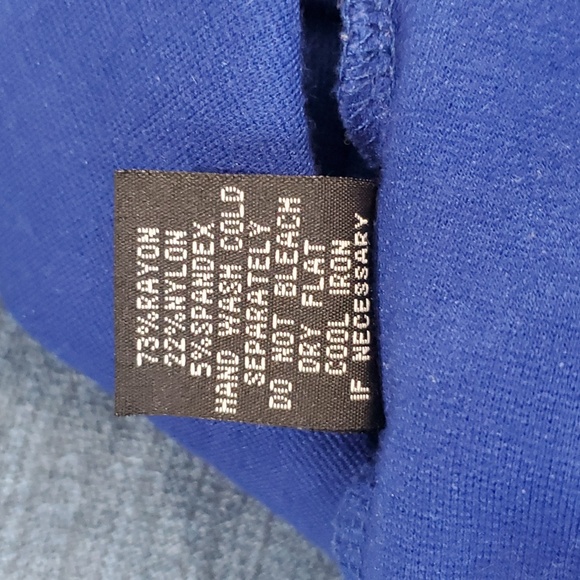 73%RAYON
22%NYLON
5%SPANDEX
HAND WASH COLD
SEPARATELY
DO NOT BLEACH
DRY FLAT
COOL IRON
IF NECESSARY